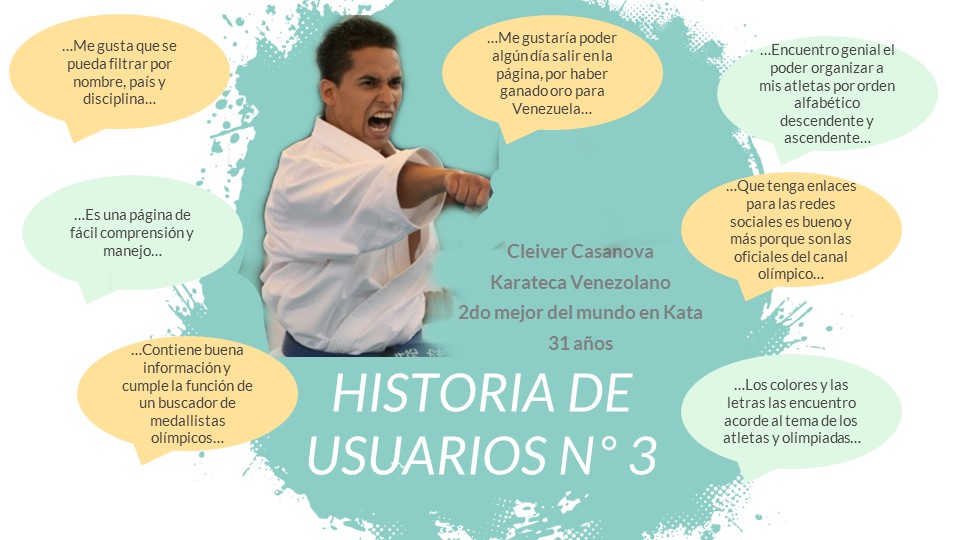 ...Me gusta que se
pueda filtrar por
nombre, país y
disciplina...
...Me gustaría poder
algún día salir en la
página, por haber
ganado oro para
Venezuela...
...Encuentro genial el
poder organizar a
mis atletas por orden
alfabético
descendente y
ascendente...
...Es una página de
fácil comprensión y
manejo...
...Que tenga enlaces
para las redes
sociales es bueno y
más porque son las
oficiales del canal
olímpico...
Cleiver Casanova
Karateca Venezolano
2do mejor del mundo en Kata
31 años
...Contiene buena
información y
cumple la función de
un buscador de
medallistas
olímpicos...
...Los colores y las
letras las encuentro
acorde al tema de los
atletas y olimpiadas...
HISTORIA DE
USUARIOS N° 3